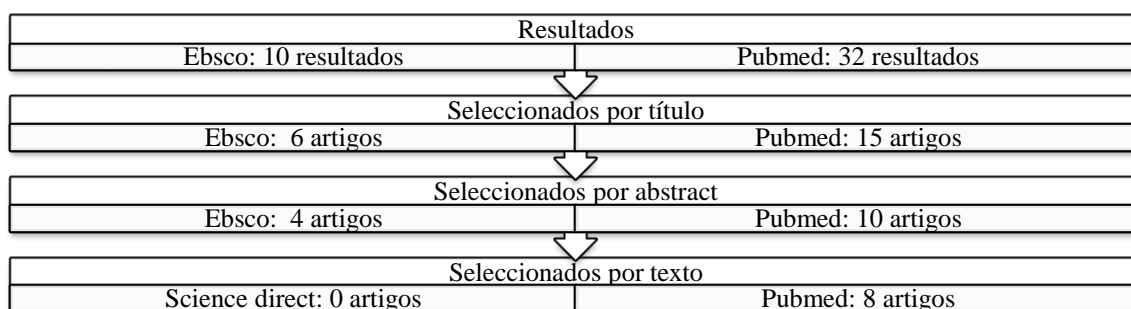 Resultados
Ebsco: 10 resultados Pubmed: 32 resultados
Seleccionados por título
Ebsco: 6 artigos Pubmed: 15 artigos
Seleccionados por abstract
Ebsco: 4 artigos Pubmed: 10 artigos
Seleccionados por texto
Science direct: 0 artigos Pubmed: 8 artigos